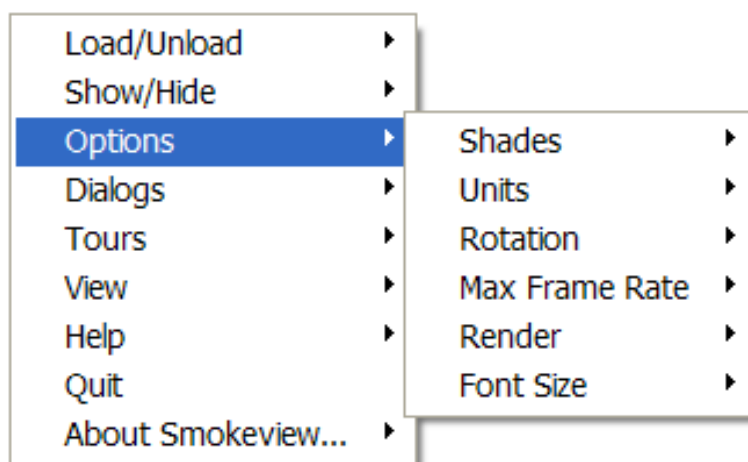 Load/Unload
Show/Hide
Options
Dialogs
Tours
View
Help
Quit
About Smokeview...
Shades
Units
Rotation
Max Frame Rate
Render
Font Size